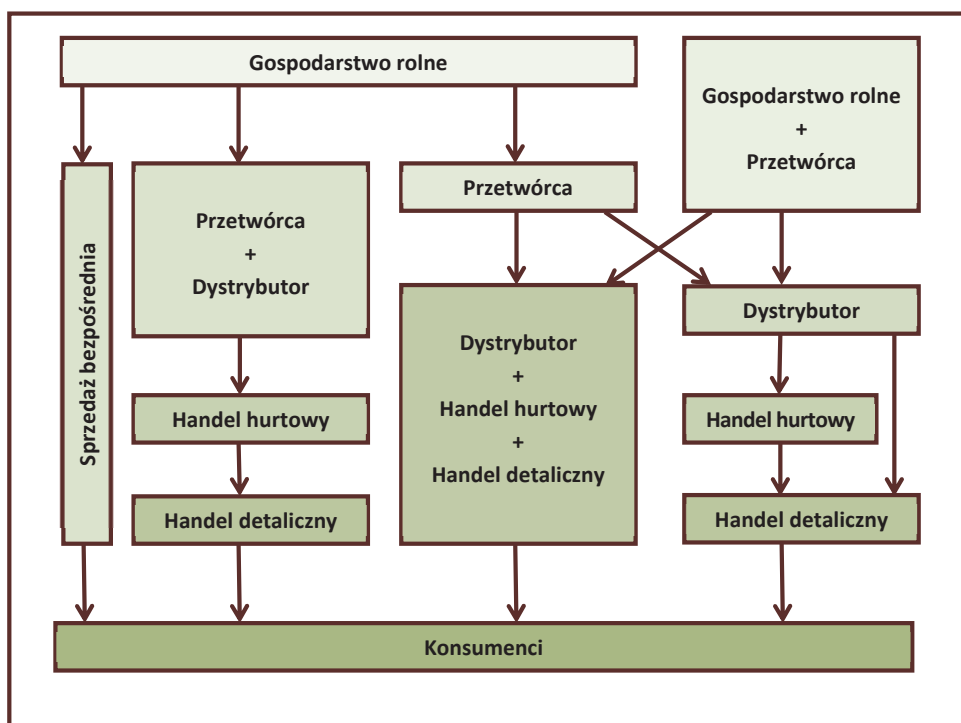 Gospodarstwo rolne
Gospodarstwo rolne
+
Przetwórca
Sprzedaż bezpośrednia
Przetwórca
+
Dystrybutor
Przetwórca
Dystrybutor
+
Handel hurtowy
+
Handel detaliczny
Dystrybutor
Handel hurtowy
Handel hurtowy
Handel detaliczny
Handel detaliczny
Konsumenci